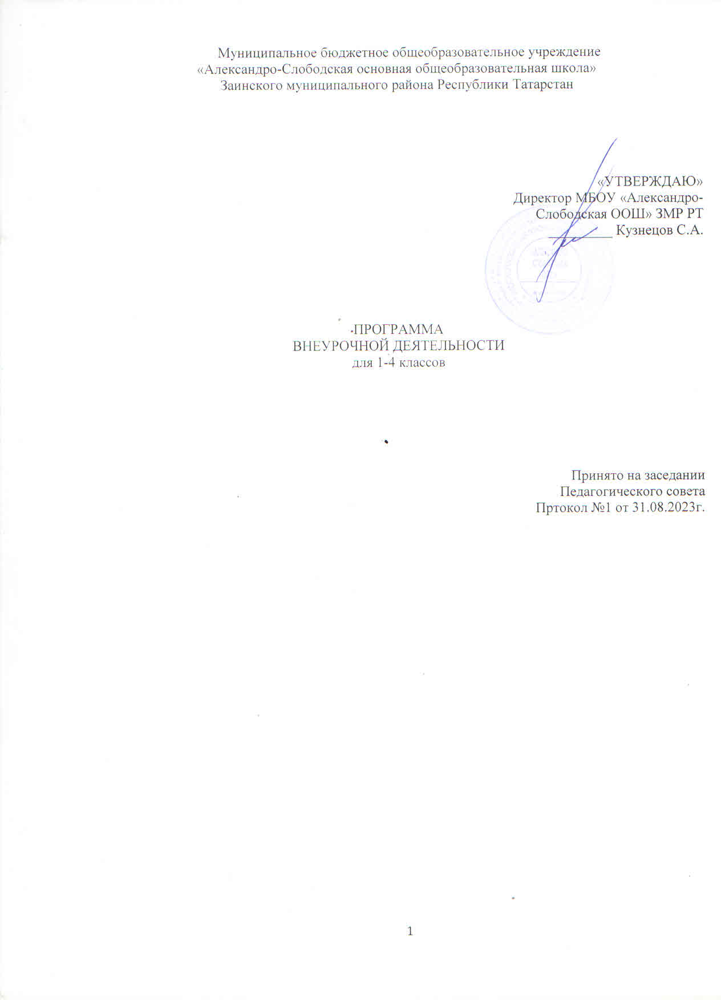 Муниципальное бюджетное общеобразовательное учреждение
«Александро-Слободская основная общеобразовательная школа»
Заинского муниципального района Республики Татарстан
«УТВЕРЖДАЮ»
Директор МБОУ «Александро-
Слободская ООШ» ЗМР РТ
_________ Кузнецов С.А.
ПРОГРАММА
ВНЕУРОЧНОЙ ДЕЯТЕЛЬНОСТИ
для 1-4 классов
Принято на заседании
Педагогического совета
Пртокол №1 от 31.08.2023г.
1